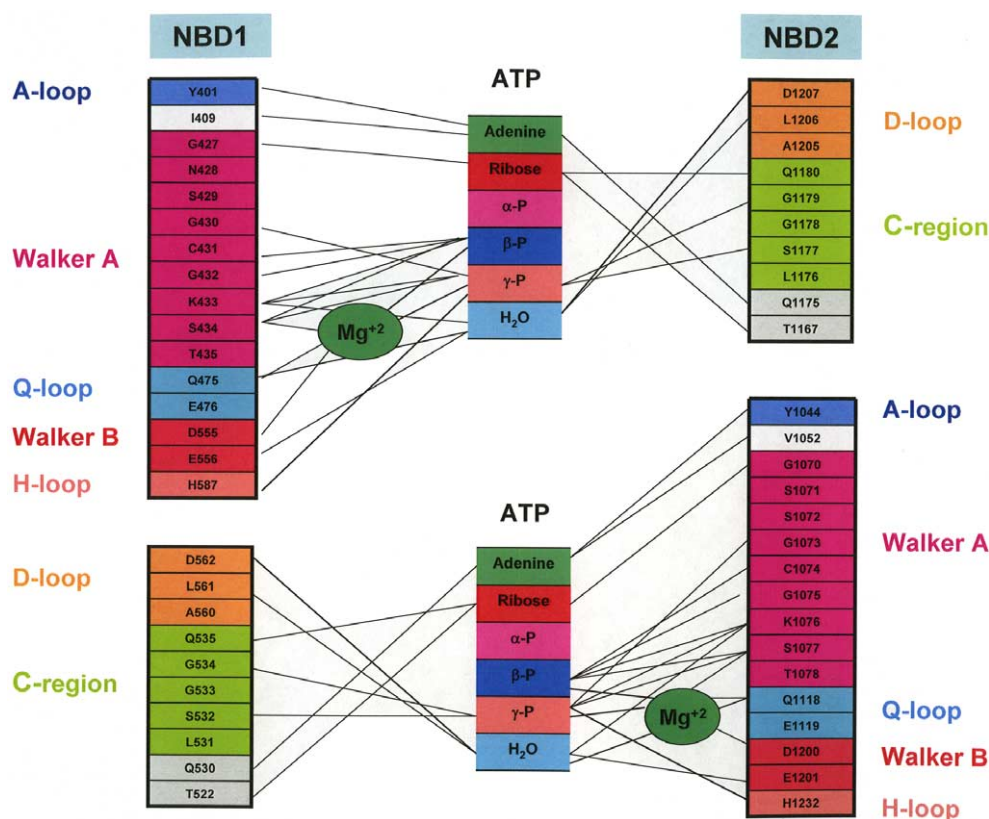 NBD1
NBD2
ATP
A-loop
Y401
I409
G427
N428
S429
G430
C431
G432
K433
S434
T435
Q475
E476
D555
E556
H587
Walker A
Q-loop
Walker B
H-loop
Adenine
Ribose
α-P
β-P
γ-P
H₂O
Mg⁺²
D1207
L1206
A1205
Q1180
G1179
G1178
S1177
L1176
Q1175
T1167
D-loop
C-region
D562
L561
A560
Q535
G534
G533
S532
L531
Q530
T522
D-loop
C-region
ATP
Adenine
Ribose
α-P
β-P
γ-P
H₂O
Mg⁺²
Y1044
V1052
G1070
S1071
S1072
G1073
C1074
G1075
K1076
S1077
T1078
Q1118
E1119
D1200
E1201
H1232
A-loop
Walker A
Q-loop
Walker B
H-loop